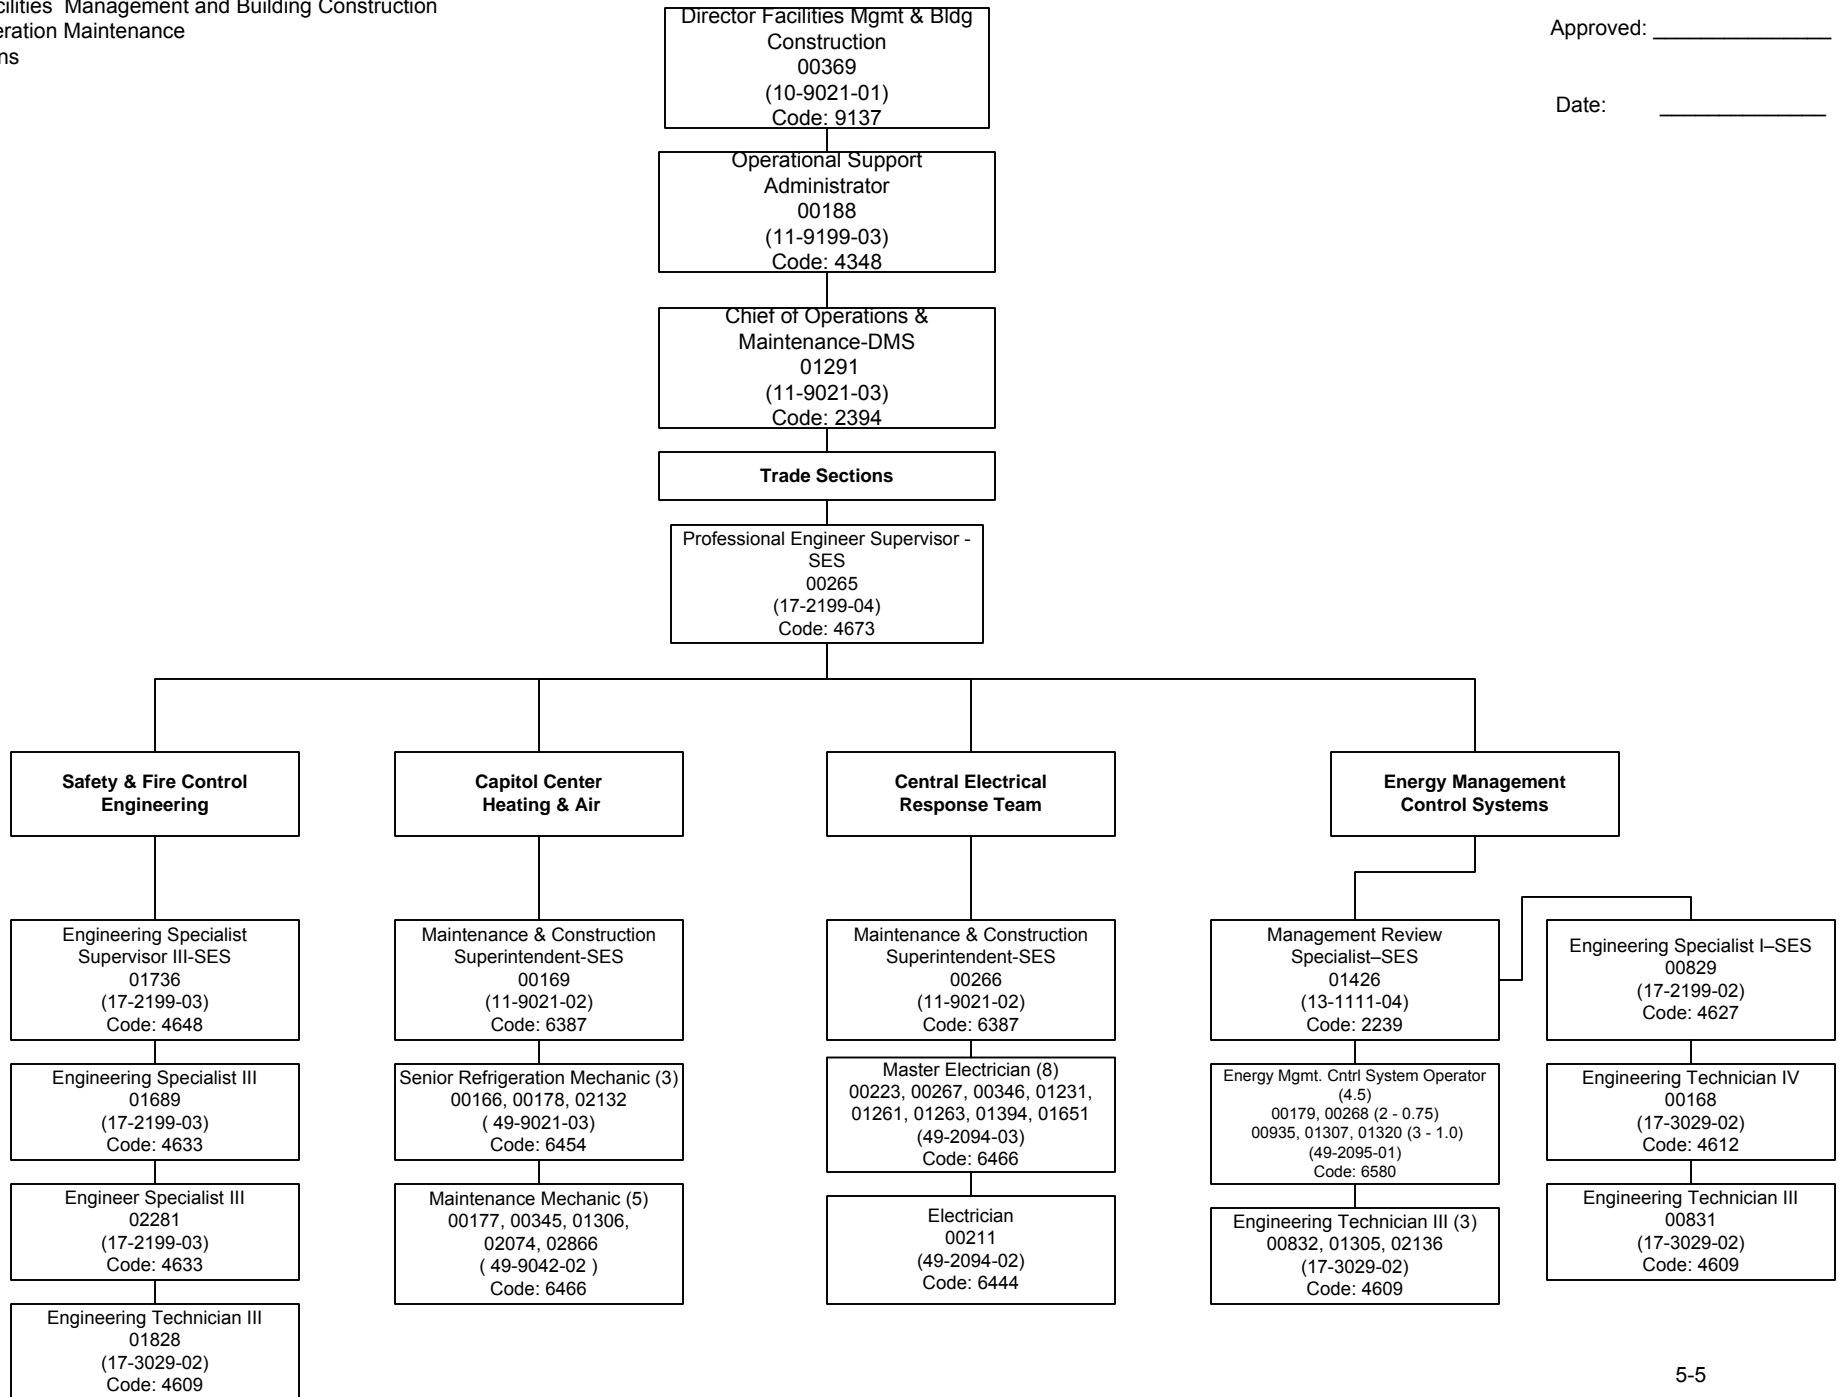 Management and Building Construction
Maintenance
Approved: _______________
Date: ______________
Director Facilities Mgmt & Bldg
Construction
00369
(10-9021-01)
Code: 9137
Operational Support
Administrator
00188
(11-9199-03)
Code: 4348
Chief of Operations &
Maintenance-DMS
01291
(11-9021-03)
Code: 2394
Trade Sections
Professional Engineer Supervisor -
SES
00265
(17-2199-04)
Code: 4673
Safety & Fire Control
Engineering
Engineering Specialist
Supervisor III-SES
01736
(17-2199-03)
Code: 4648
Engineering Specialist III
01689
(17-2199-03)
Code: 4633
Engineer Specialist III
02281
(17-2199-03)
Code: 4633
Engineering Technician III
01828
(17-3029-02)
Code: 4609
Capitol Center
Heating & Air
Maintenance & Construction
Superintendent-SES
00169
(11-9021-02)
Code: 6387
Senior Refrigeration Mechanic (3)
00166, 00178, 02132
( 49-9021-03)
Code: 6454
Maintenance Mechanic (5)
00177, 00345, 01306,
02074, 02866
( 49-9042-02 )
Code: 6466
Central Electrical
Response Team
Maintenance & Construction
Superintendent-SES
00266
(11-9021-02)
Code: 6387
Master Electrician (8)
00223, 00267, 00346, 01231,
01261, 01263, 01394, 01651
(49-2094-03)
Code: 6466
Electrician
00211
(49-2094-02)
Code: 6444
Energy Management
Control Systems
Management Review
Specialist–SES
01426
(13-1111-04)
Code: 2239
Energy Mgmt. Cntrl System Operator
(4.5)
00179, 00268 (2 - 0.75)
00935, 01307, 01320 (3 - 1.0)
(49-2095-01)
Code: 6580
Engineering Technician III (3)
00832, 01305, 02136
(17-3029-02)
Code: 4609
Engineering Specialist I–SES
00829
(17-2199-02)
Code: 4627
Engineering Technician IV
00168
(17-3029-02)
Code: 4612
Engineering Technician III
00831
(17-3029-02)
Code: 4609
5-5